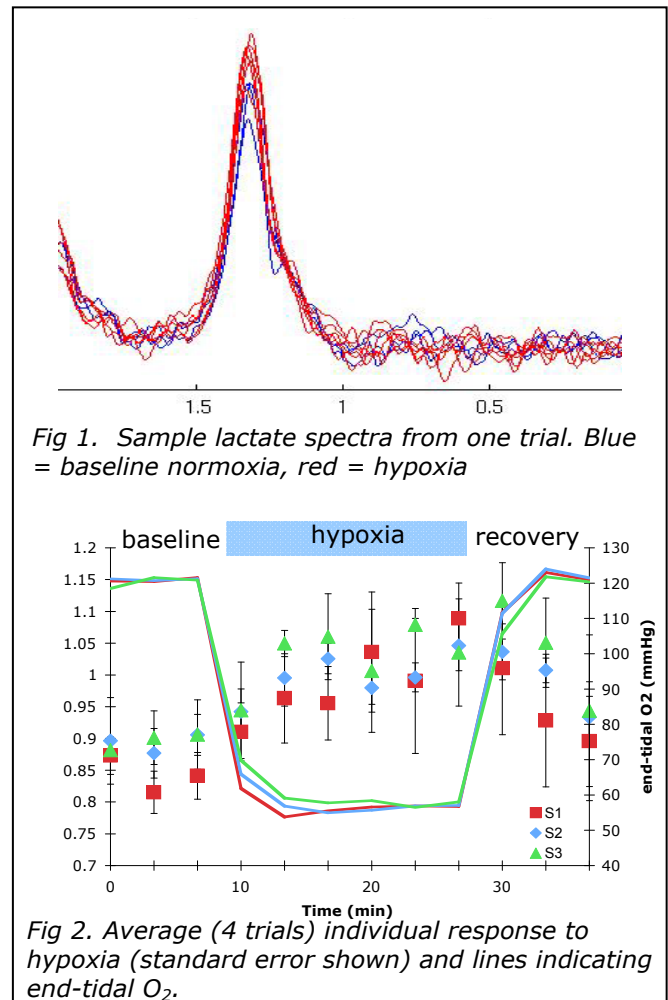 1.5 1 0.5
Fig 1. Sample lactate spectra from one trial. Blue
= baseline normoxia, red = hypoxia
baseline hypoxia recovery
1.2
1.15
1.1
1.05
1
0.95
0.9
0.85
0.8
0.75
0.7
130
120
110
100
90
80
70
60
50
40
end-tidal O2 (mmHg)
S1
S2
S3
0 10 20 30
Time (min)
Fig 2. Average (4 trials) individual response to
hypoxia (standard error shown) and lines indicating
end-tidal O₂.